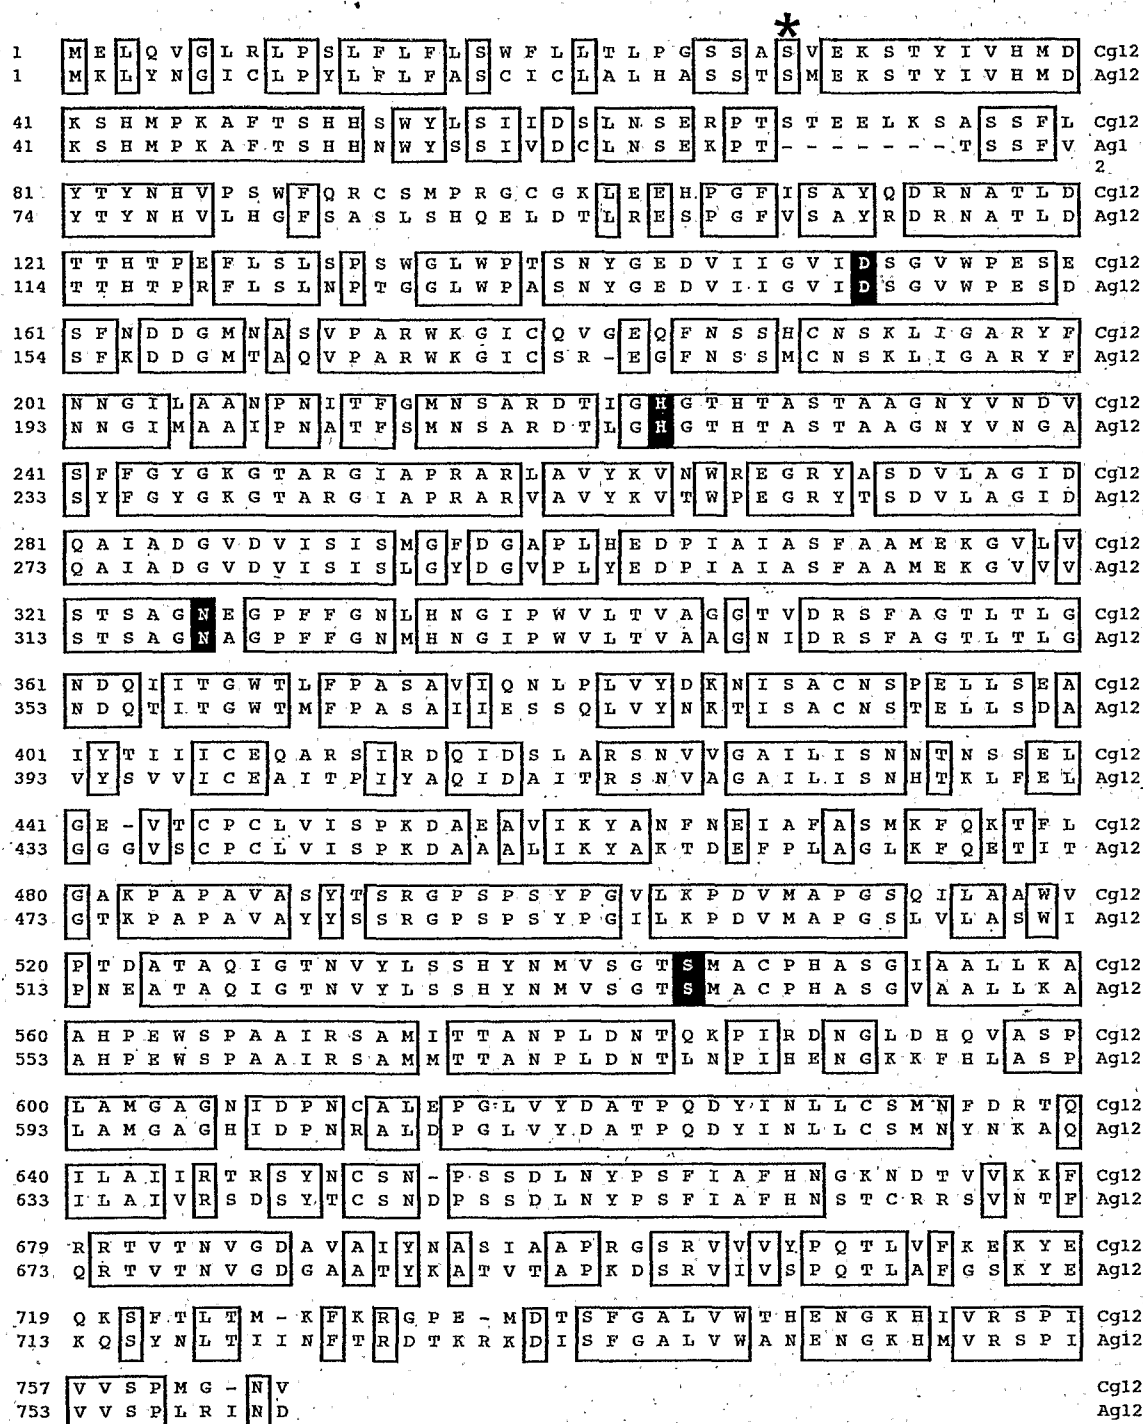 *
1 M E L Q V G L R L P S L F L F L S W F L L T L P G S S A S V E K S T Y I V H M D Cg12
1 M K L Y N G I C L P Y L F L F A S C I C L A L H A S S T S M E K S T Y I V H M D Ag12
41 K S H M P K A F T S H H S W Y L S I I D S L N S E R P T S T E E L K S A S S F L Cg12
41 K S H M P K A F T S H H N W Y S S I V D C L N S E K P T - - - - - - - T S S F V Ag1
2
81 Y T Y N H V P S W F Q R C S M P R G C G K L E E H P G F I S A Y Q D R N A T L D Cg12
74 Y T Y N H V L H G F S A S L S H Q E L D T L R E S P G F V S A Y R D R N A T L D Ag12
121 T T H T P E F L S L S P S W G L W P T S N Y G E D V I I G V I D S G V W P E S E Cg12
114 T T H T P R F L S L N P T G G L W P A S N Y G E D V I I G V I D S G V W P E S D Ag12
161 S F N D D G M N A S V P A R W K G I C Q V G E Q F N S S H C N S K L I G A R Y F Cg12
154 S F K D D G M T A Q V P A R W K G I C S R - E G F N S S M C N S K L I G A R Y F Ag12
201 N N G I L A A N P N I T F G M N S A R D T I G H G T H T A S T A A G N Y V N D V Cg12
193 N N G I M A A I P N A T F S M N S A R D T L G H G T H T A S T A A G N Y V N G A Ag12
241 S F F G Y G K G T A R G I A P R A R L A V Y K V N W R E G R Y A S D V L A G I D Cg12
233 S Y F G Y G K G T A R G I A P R A R V A V Y K V T W P E G R Y T S D V L A G I D Ag12
281 Q A I A D G V D V I S I S M G F D G A P L H E D P I A I A S F A A M E K G V L V Cg12
273 Q A I A D G V D V I S I S L G Y D G V P L Y E D P I A I A S F A A M E K G V V V Ag12
321 S T S A G N E G P F F G N L H N G I P W V L T V A G G T V D R S F A G T L T L G Cg12
313 S T S A G N A G P F F G N M H N G I P W V L T V A A G N I D R S F A G T L T L G Ag12
361 N D Q I I T G W T L F P A S A V I Q N L P L V Y D K N I S A C N S P E L L S E A Cg12
353 N D Q T I T G W T M F P A S A I I E S S Q L V Y N K T I S A C N S T E L L S D A Ag12
401 I Y T I I I C E Q A R S I R D Q I D S L A R S N V V G A I L I S N N T N S S E L Cg12
393 V Y S V V I C E A I T P I Y A Q I D A I T R S N V A G A I L I S N H T K L F E L Ag12
441 G E - V T C P C L V I S P K D A E A V I K Y A N F N E I A F A S M K F Q K T F L Cg12
433 G G G V S C P C L V I S P K D A A A L I K Y A K T D E F P L A G L K F Q E T I T Ag12
480 G A K P A P A V A S Y T S R G P S P S Y P G V L K P D V M A P G S Q I L A A W V Cg12
473 G T K P A P A V A Y Y S S R G P S P S Y P G I L K P D V M A P G S L V L A S W I Ag12
520 P T D A T A Q I G T N V Y L S S H Y N M V S G T S M A C P H A S G I A A L L K A Cg12
513 P N E A T A Q I G T N V Y L S S H Y N M V S G T S M A C P H A S G V A A L L K A Ag12
560 A H P E W S P A A I R S A M I T T A N P L D N T Q K P I R D N G L D H Q V A S P Cg12
553 A H P E W S P A A I R S A M M T T A N P L D N T L N P I H E N G K K F H L A S P Ag12
600 L A M G A G N I D P N C A L E P G L V Y D A T P Q D Y I N L L C S M N F D R T Q Cg12
593 L A M G A G H I D P N R A L D P G L V Y D A T P Q D Y I N L L C S M N Y N K A Q Ag12
640 I L A I I R T R S Y N C S N - P S S D L N Y P S F I A F H N G K N D T V V K K F Cg12
633 I L A I V R S D S Y T C S N D P S S D L N Y P S F I A F H N S T C R R S V N T F Ag12
679 R R T V T N V G D A V A I Y N A S I A A P R G S R V V V Y P Q T L V F K E K Y E Cg12
673 Q R T V T N V G D G A A T Y K A T V T A P K D S R V I V S P Q T L A F G S K Y E Ag12
719 Q K S F T L T M - K F K R G P E - M D T S F G A L V W T H E N G K H I V R S P I Cg12
713 K Q S Y N L T I I N F T R D T K R K D I S F G A L V W A N E N G K H M V R S P I Ag12
757 V V S P M G - N V Cg12
753 V V S P L R I N D Ag12